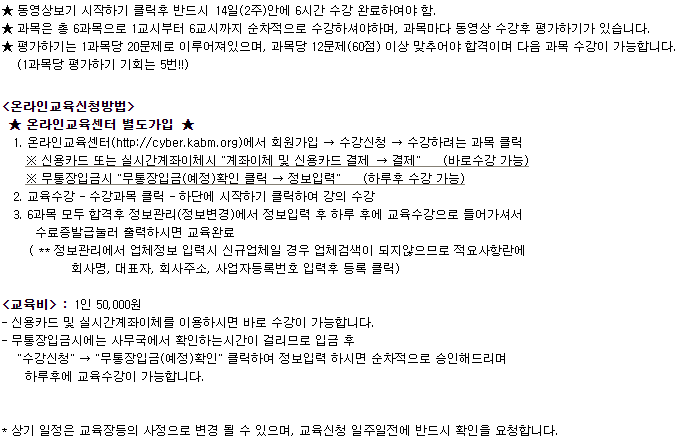 ★ 동영상보기 시작하기 클릭후 반드시 14일(2주)안에 6시간 수강 완료하여야 함.
★ 과목은 총 6과목으로 1교시부터 6교시까지 순차적으로 수강하셔야하며, 과목마다 동영상 수강후 평가하기가 있습니다.
★ 평가하기는 1과목당 20문제로 이루어져있으며, 과목당 12문제(60점) 이상 맞추어야 합격이며 다음 과목 수강이 가능합니다.
(1과목당 평가하기 기회는 5번!!)
<온라인교육신청방법>
★ 온라인교육센터 별도가입 ★
1. 온라인교육센터(http://cyber.kabm.org)에서 회원가입 → 수강신청 → 수강하려는 과목 클릭
※ 신용카드 또는 실시간계좌이체시 "계좌이체 및 신용카드 결제 → 결제" (바로수강 가능)
※ 무통장입금시 "무통장입금(예정)확인 클릭 → 정보입력" (하루후 수강 가능)
2. 교육수강 - 수강과목 클릭 - 하단에 시작하기 클릭하여 강의 수강
3. 6과목 모두 합격후 정보관리(정보변경)에서 정보입력 후 하루 후에 교육수강으로 들어가셔서
수료증발급눌러 출력하시면 교육완료
( ** 정보관리에서 업체정보 입력시 신규업체일 경우 업체검색이 되지않으므로 적요사항란에
회사명, 대표자, 회사주소, 사업자등록번호 입력후 등록 클릭)
<교육비> : 1인 50,000원
- 신용카드 및 실시간계좌이체를 이용하시면 바로 수강이 가능합니다.
- 무통장입금시에는 사무국에서 확인하는시간이 걸리므로 입금 후
"수강신청" → "무통장입금(예정)확인" 클릭하여 정보입력 하시면 순차적으로 승인해드리며
하루후에 교육수강이 가능합니다.
* 상기 일정은 교육장등의 사정으로 변경 될 수 있으며, 교육신청 일주일전에 반드시 확인을 요청합니다.